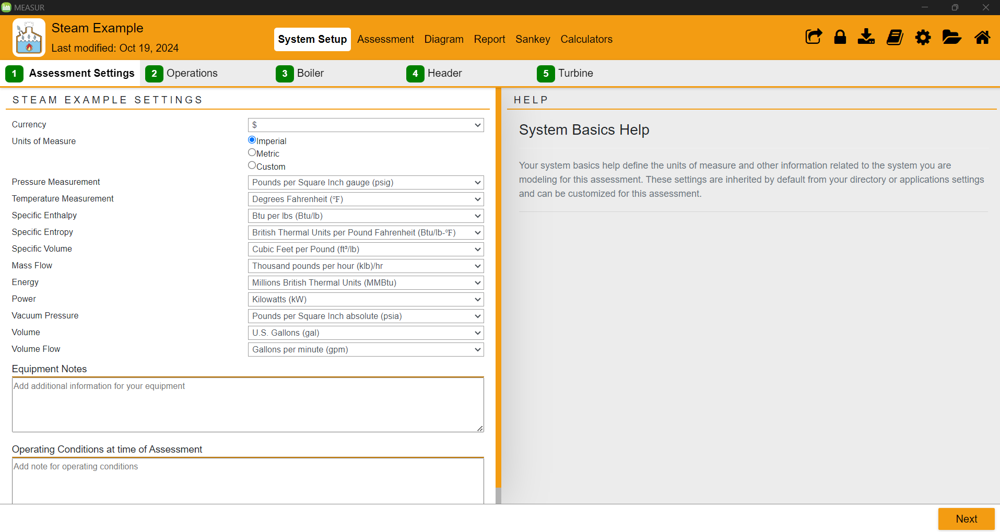 MEASUR
Steam Example
Last modified: Oct 19, 2024
System Setup Assessment Diagram Report Sankey Calculators
1 Assessment Settings 2 Operations 3 Boiler 4 Header 5 Turbine
STEAM EXAMPLE SETTINGS
Currency $
Units of Measure Imperial
Metric
Custom
Pressure Measurement Pounds per Square Inch gauge (psig)
Temperature Measurement Degrees Fahrenheit (℉)
Specific Enthalpy Btu per lbs (Btu/lb)
Specific Entropy British Thermal Units per Pound Fahrenheit (Btu/lb-℉)
Specific Volume Cubic Feet per Pound (ft³/lb)
Mass Flow Thousand pounds per hour (klb)/hr
Energy Millions British Thermal Units (MMBtu)
Power Kilowatts (kW)
Vacuum Pressure Pounds per Square Inch absolute (psia)
Volume U.S. Gallons (gal)
Volume Flow Gallons per minute (gpm)
Equipment Notes
Add additional information for your equipment
Operating Conditions at time of Assessment
Add note for operating conditions
HELP
System Basics Help
Your system basics help define the units of measure and other information related to the system you are
modeling for this assessment. These settings are inherited by default from your directory or applications settings
and can be customized for this assessment.
Next